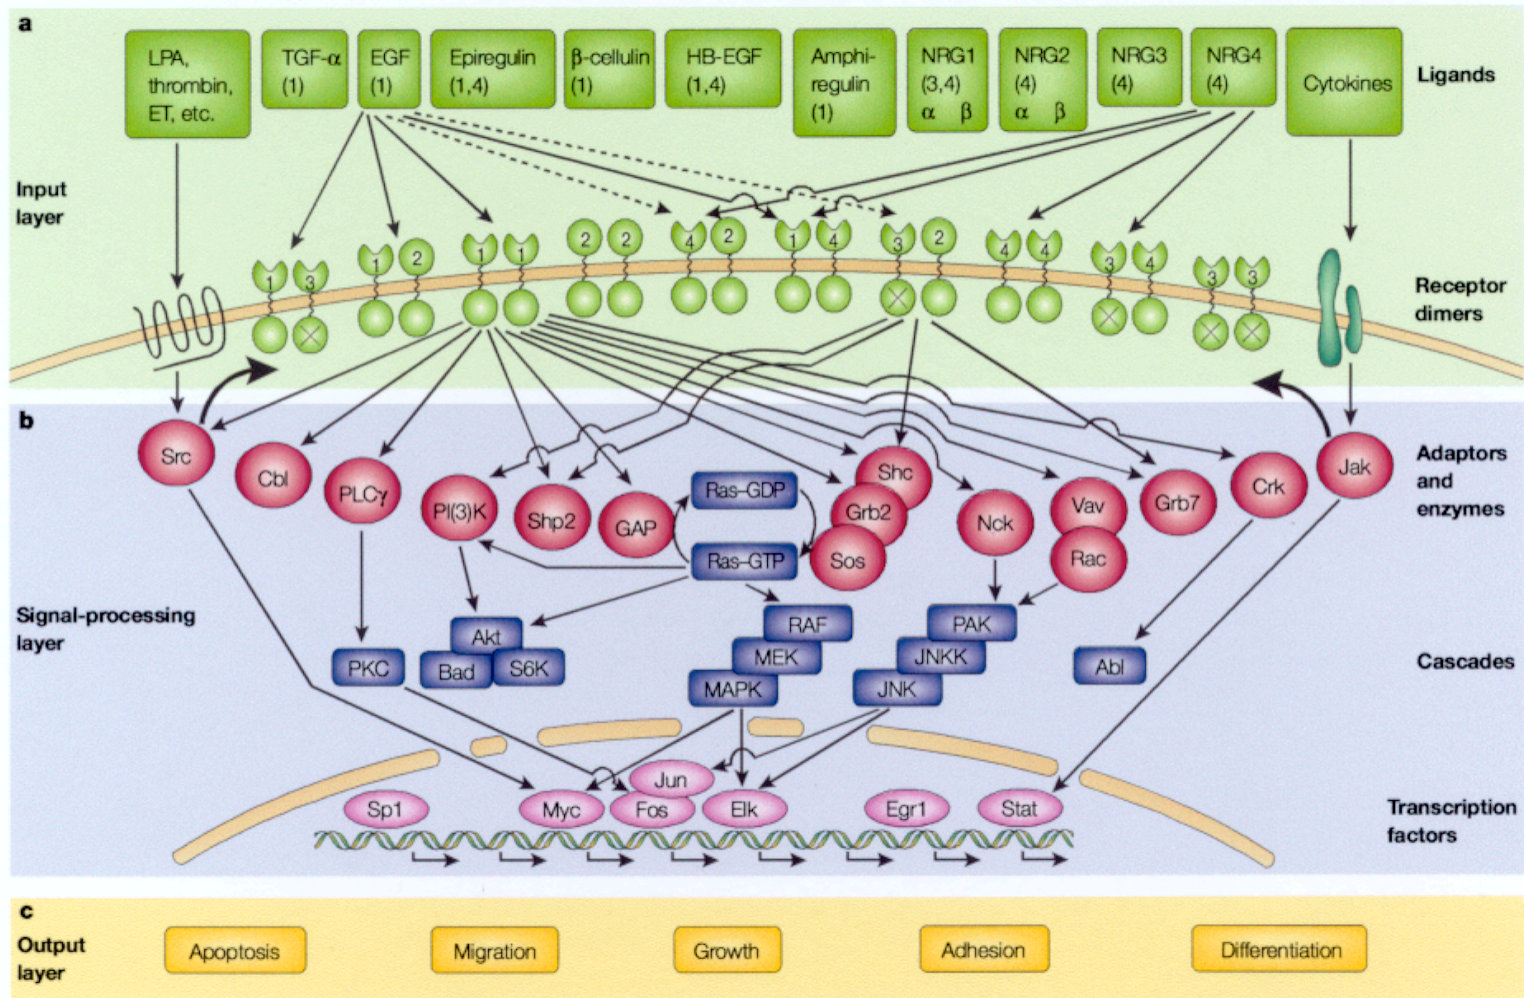 a
LPA,
thrombin,
ET, etc.
TGF-α
(1)
EGF
(1)
Epiregulin
(1,4)
β-cellulin
(1)
HB-EGF
(1,4)
Amphi-
regulin
(1)
NRG1
(3,4)
α β
NRG2
(4)
α β
NRG3
(4)
NRG4
(4)
Cytokines
Ligands
Input
layer
1 3
1 2
1 1
2 2
4 2
1 4
3 2
4 4
3 4
3 3
Receptor
dimers
b
Src
Cbl
PLCγ
PI(3)K
Shp2
GAP
Ras–GDP
Ras–GTP
Shc
Grb2
Sos
Nck
Vav
Rac
Grb7
Crk
Jak
Adaptors
and
enzymes
Signal-processing
layer
PKC
Akt
Bad
S6K
RAF
MEK
MAPK
PAK
JNKK
JNK
Abl
Cascades
Sp1
Myc
Jun
Fos
Elk
Egr1
Stat
Transcription
factors
c
Output
layer
Apoptosis
Migration
Growth
Adhesion
Differentiation